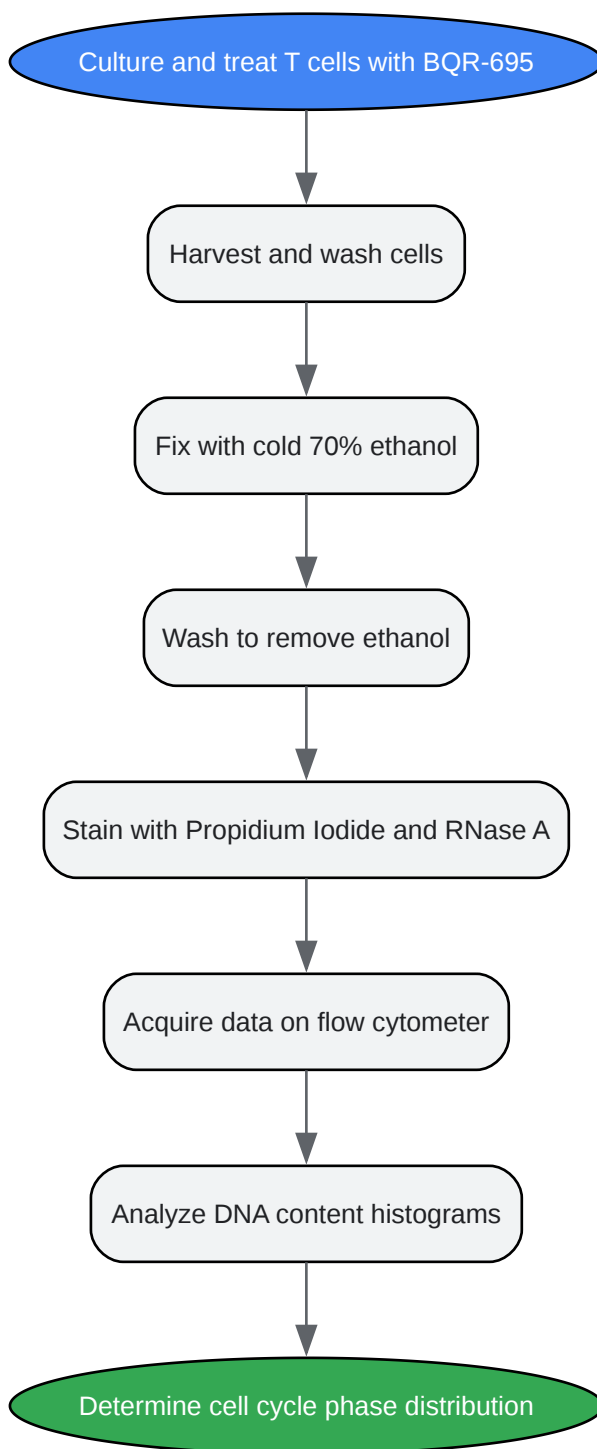 Culture and treat T cells with BQR-695
Harvest and wash cells
Fix with cold 70% ethanol
Wash to remove ethanol
Stain with Propidium Iodide and RNase A
Acquire data on flow cytometer
Analyze DNA content histograms
Determine cell cycle phase distribution